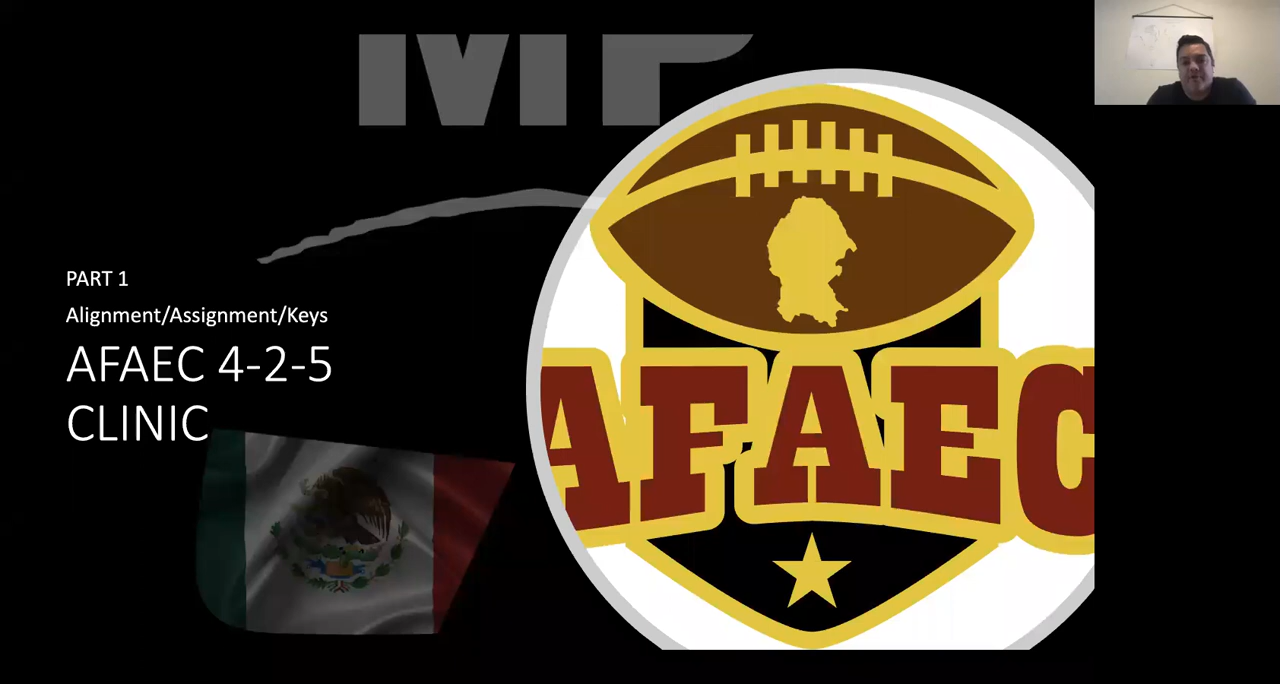 PART 1
Alignment/Assignment/Keys
AFAEC 4-2-5
CLINIC
AFAEC